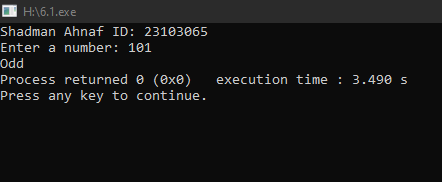 H:\6.1.exe
Shadman Ahnaf ID: 23103065
Enter a number: 101
Odd
Process returned 0 (0x0)   execution time : 3.490 s
Press any key to continue.